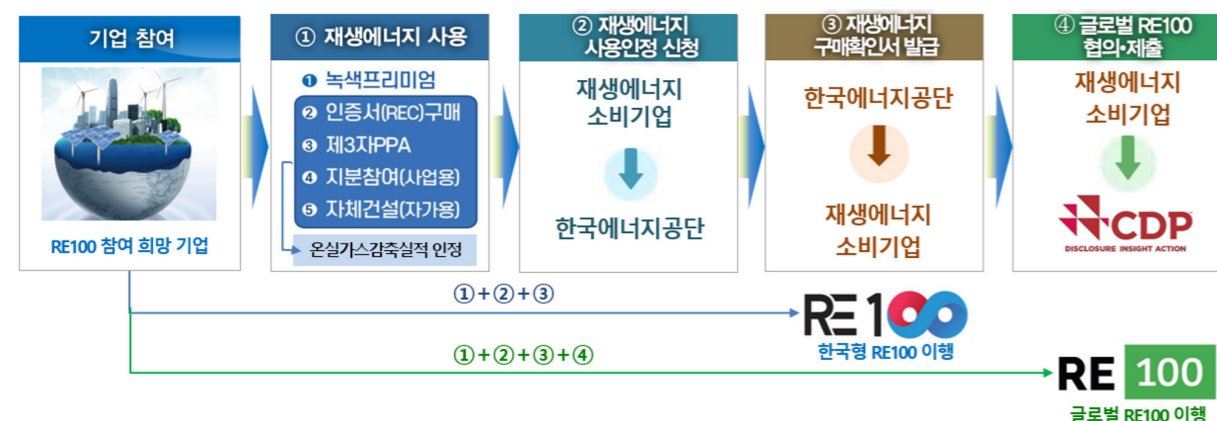 기업 참여
RE100 참여 희망 기업
① 재생에너지 사용
❶ 녹색프리미엄
❷ 인증서(REC)구매
❸ 제3자PPA
❹ 지분참여(사업용)
❺ 자체건설(자가용)
온실가스감축실적 인정
② 재생에너지
사용인정 신청
재생에너지
소비기업
한국에너지공단
③ 재생에너지
구매확인서 발급
한국에너지공단
재생에너지
소비기업
④ 글로벌 RE100
협의•제출
재생에너지
소비기업
CDP
DISCLOSURE INSIGHT ACTION
①+②+③
RE100
한국형 RE100 이행
①+②+③+④
RE 100
글로벌 RE100 이행